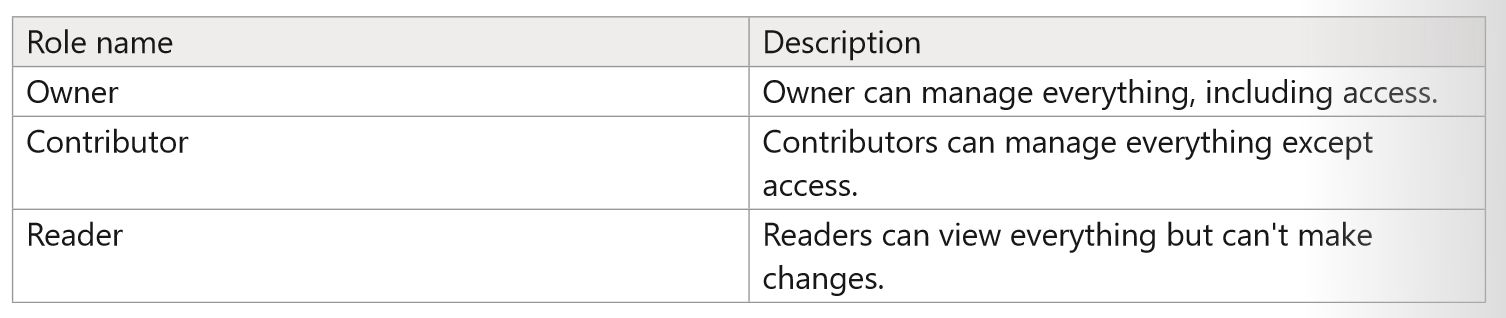 Role name
Description
Owner
Owner can manage everything, including access.
Contributor
Contributors can manage everything except
access.
Reader
Readers can view everything but can't make
changes.